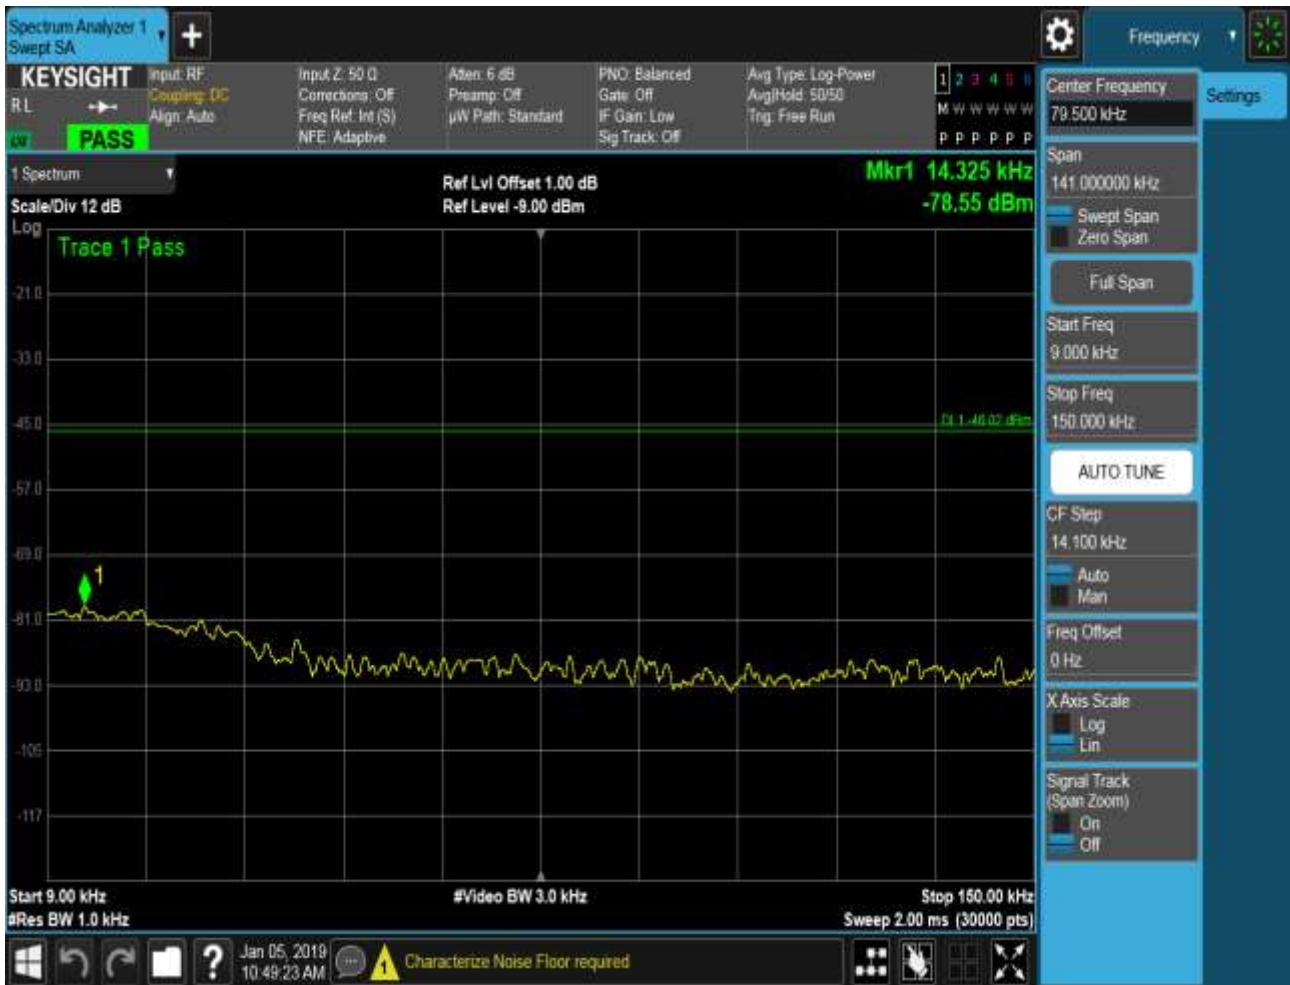 Spectrum Analyzer 1
Swept SA
Frequency
KEYSIGHT
R L
PASS
Input: RF
Coupling: DC
Align: Auto
Input Z: 50 Ω
Corrections: Off
Freq Ref: Int (S)
NFE: Adaptive
Atten: 6 dB
Preamp: Off
µW Path: Standard
PNO: Balanced
Gate: Off
IF Gain: Low
Sig Track: Off
Avg Type: Log-Power
Avg|Hold: 50/50
Trig: Free Run
1 2 3 4 5 6
M W W W W W
P P P P P P
1 Spectrum
Scale/Div 12 dB
Ref Lvl Offset 1.00 dB
Ref Level -9.00 dBm
Mkr1 14.325 kHz
-78.55 dBm
Log
Trace 1 Pass
-21.0
-33.0
-45.0
DL1 -46.02 dBm
-57.0
-69.0
1
-81.0
-93.0
-105
-117
Start 9.00 kHz
#Video BW 3.0 kHz
Stop 150.00 kHz
#Res BW 1.0 kHz
Sweep 2.00 ms (30000 pts)
Center Frequency
79.500 kHz
Settings
Span
141.000000 kHz
Swept Span
Zero Span
Full Span
Start Freq
9.000 kHz
Stop Freq
150.000 kHz
AUTO TUNE
CF Step
14.100 kHz
Auto
Man
Freq Offset
0 Hz
X Axis Scale
Log
Lin
Signal Track
(Span Zoom)
On
Off
?
Jan 05, 2019
10:49:23 AM
1
Characterize Noise Floor required